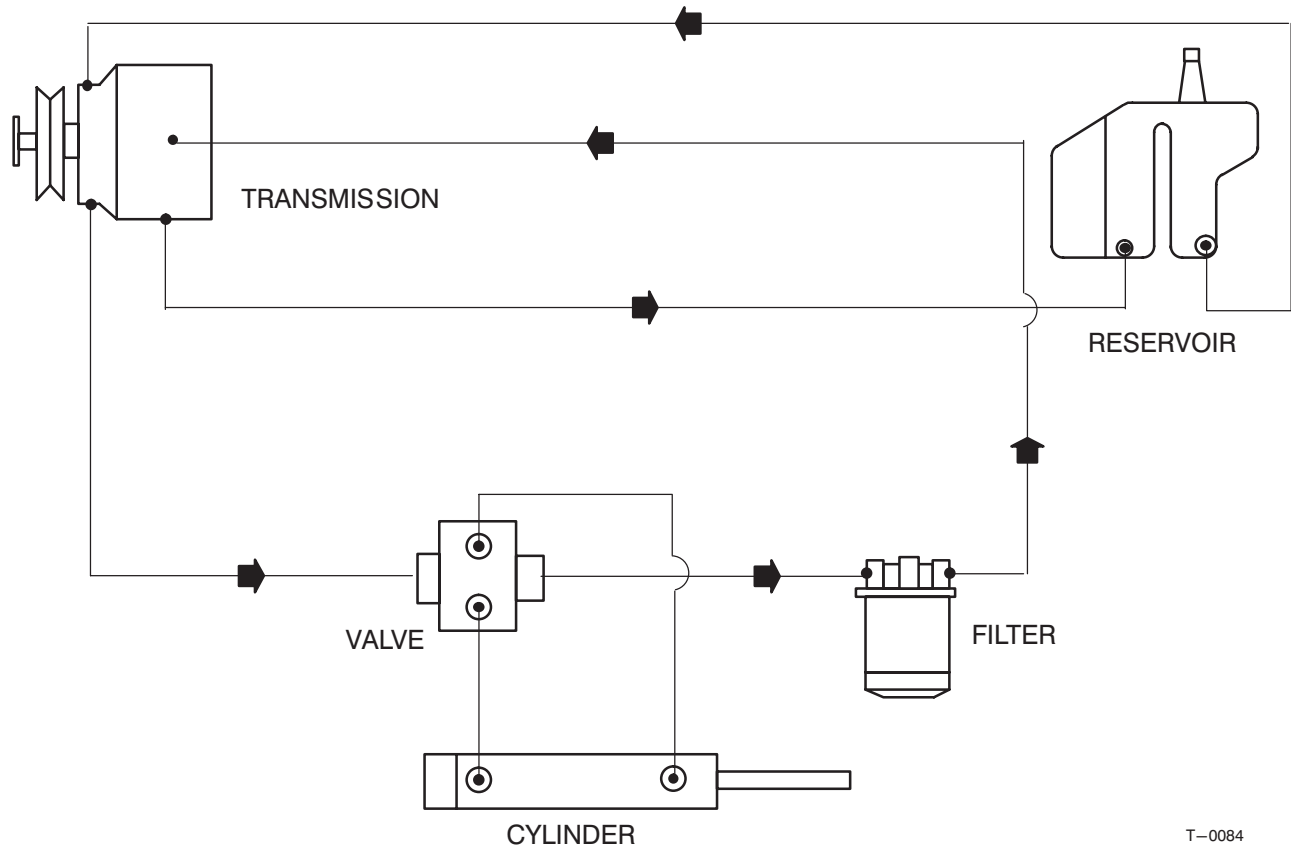 TRANSMISSION
RESERVOIR
VALVE
FILTER
CYLINDER
T–0084